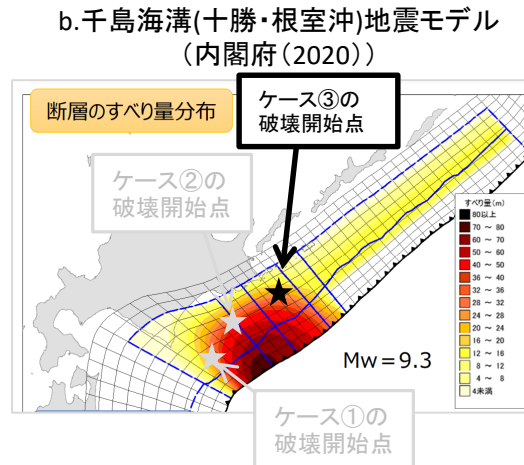 b.千島海溝(十勝・根室沖)地震モデル
(内閣府(2020))
断層のすべり量分布
ケース③の
破壊開始点
ケース②の
破壊開始点
すべり量(m)
80以上
70 ～ 80
60 ～ 70
50 ～ 60
40 ～ 50
36 ～ 40
32 ～ 36
28 ～ 32
24 ～ 28
20 ～ 24
16 ～ 20
12 ～ 16
8 ～ 12
4 ～ 8
4未満
Mw=9.3
ケース①の
破壊開始点